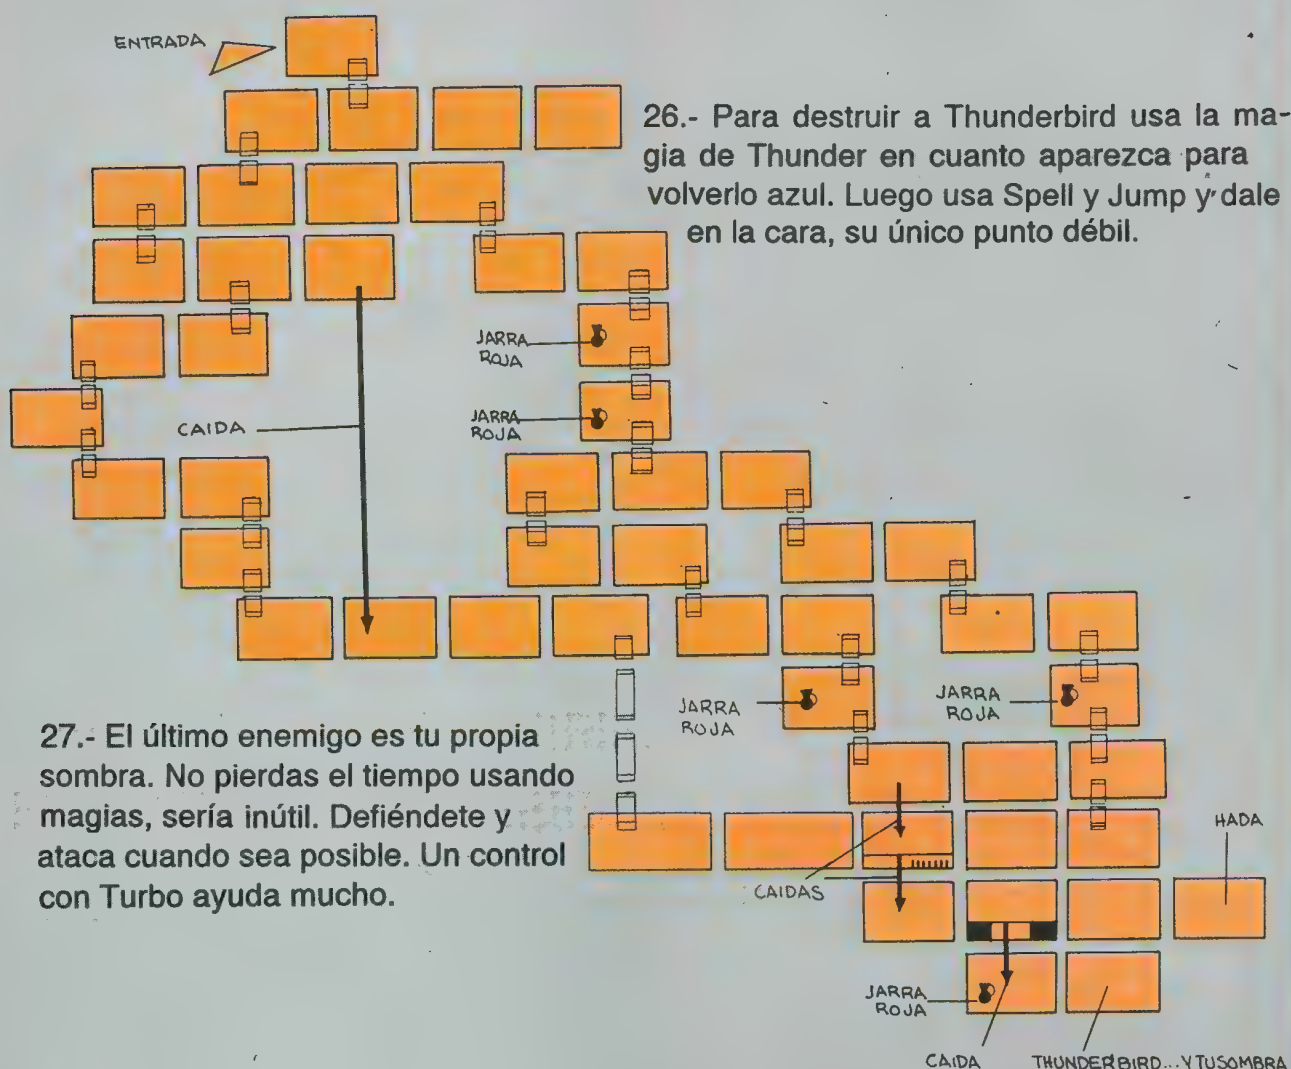 ENTRADA
26.- Para destruir a Thunderbird usa la ma-
gia de Thunder en cuanto aparezca para
volverlo azul. Luego usa Spell y Jump y dale
en la cara, su único punto débil.
JARRA
ROJA
JARRA
ROJA
CAIDA
JARRA
ROJA
JARRA
ROJA
27.- El último enemigo es tu propia
sombra. No pierdas el tiempo usando
magias, sería inútil. Defiéndete y
ataca cuando sea posible. Un control
con Turbo ayuda mucho.
HADA
CAIDAS
JARRA
ROJA
CAIDA
THUNDERBIRD...Y TU SOMBRA